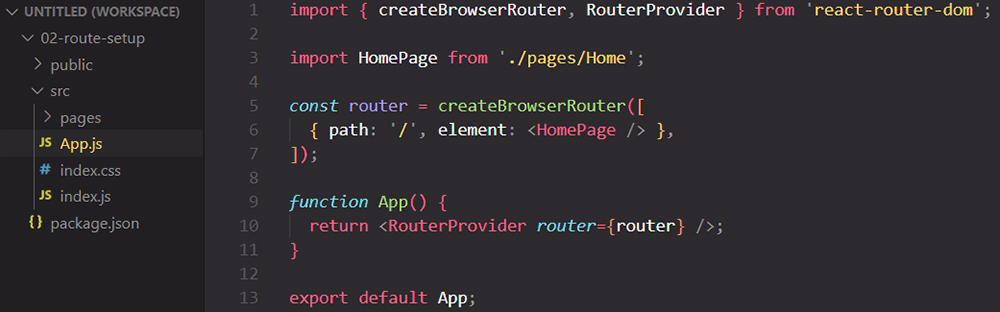 UNTITLED (WORKSPACE)
02-route-setup
public
src
pages
JS App.js
# index.css
JS index.js
{} package.json
1 import { createBrowserRouter, RouterProvider } from 'react-router-dom';
2
3 import HomePage from './pages/Home';
4
5 const router = createBrowserRouter([
6   { path: '/', element: <HomePage /> },
7 ]);
8
9 function App() {
10   return <RouterProvider router={router} />;
11 }
12
13 export default App;